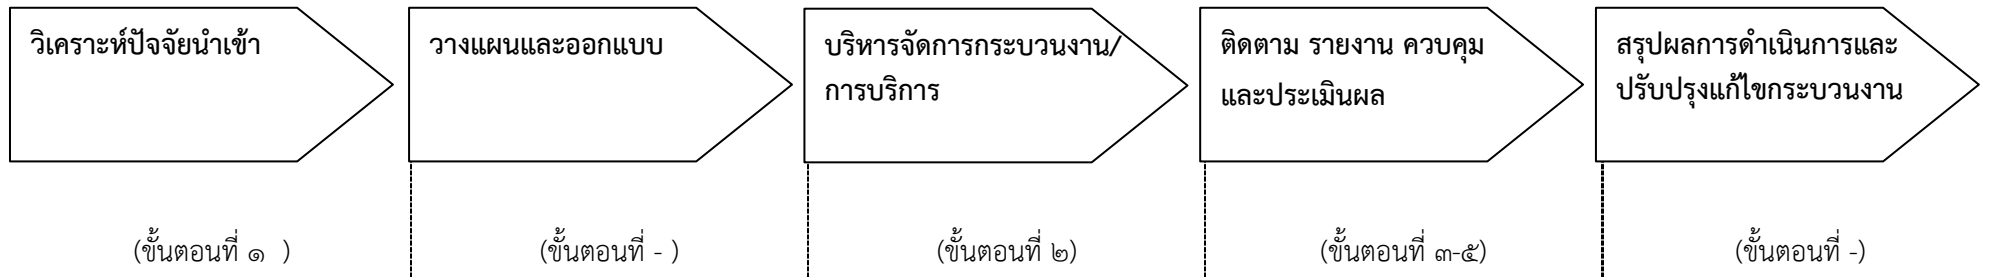 วิเคราะห์ปัจจัยนำเข้า
วางแผนและออกแบบ
บริหารจัดการกระบวนงาน/
การบริการ
ติดตาม รายงาน ควบคุม
และประเมินผล
สรุปผลการดำเนินการและ
ปรับปรุงแก้ไขกระบวนงาน
(ขั้นตอนที่ ๑ )
(ขั้นตอนที่ - )
(ขั้นตอนที่ ๒)
(ขั้นตอนที่ ๓-๕)
(ขั้นตอนที่ -)